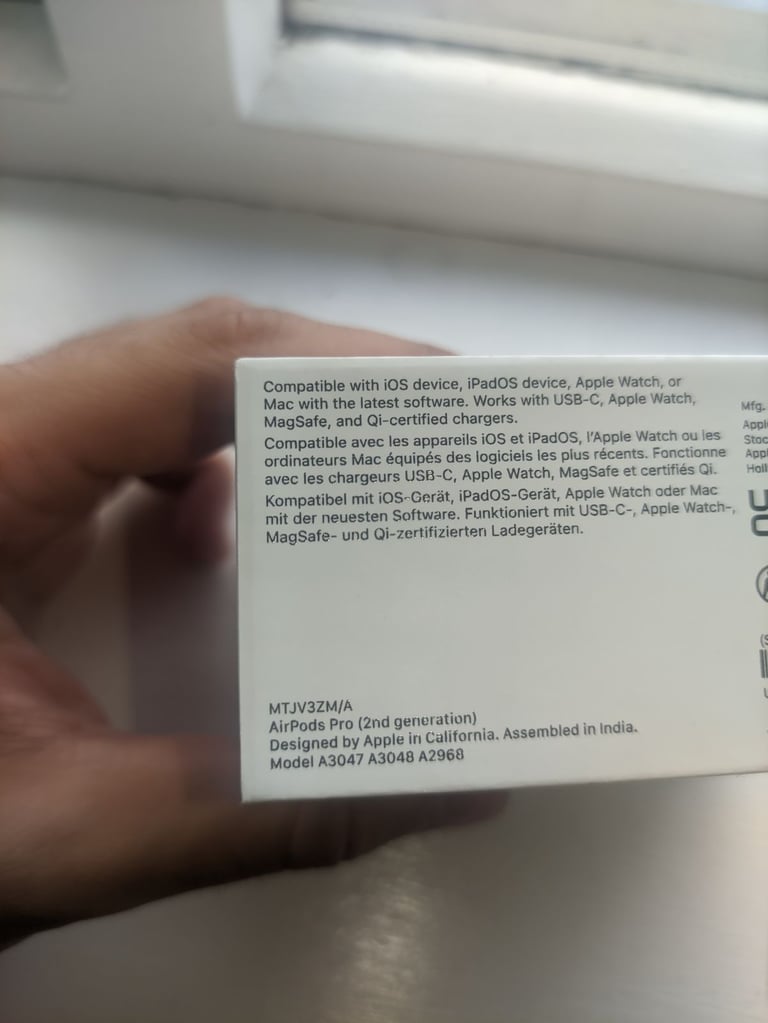 Compatible with iOS device, iPadOS device, Apple Watch, or
Mac with the latest software. Works with USB-C, Apple Watch,
MagSafe, and Qi-certified chargers.
Compatible avec les appareils iOS et iPadOS, l'Apple Watch ou les
ordinateurs Mac équipés des logiciels les plus récents. Fonctionne
avec les chargeurs USB-C, Apple Watch, MagSafe et certifiés Qi.
Kompatibel mit iOS-Gerät, iPadOS-Gerät, Apple Watch oder Mac
mit der neuesten Software. Funktioniert mit USB-C-, Apple Watch-,
MagSafe- und Qi-zertifizierten Ladegeräten.
MTJV3ZM/A
AirPods Pro (2nd generation)
Designed by Apple in California. Assembled in India.
Model A3047 A3048 A2968
Mfg.